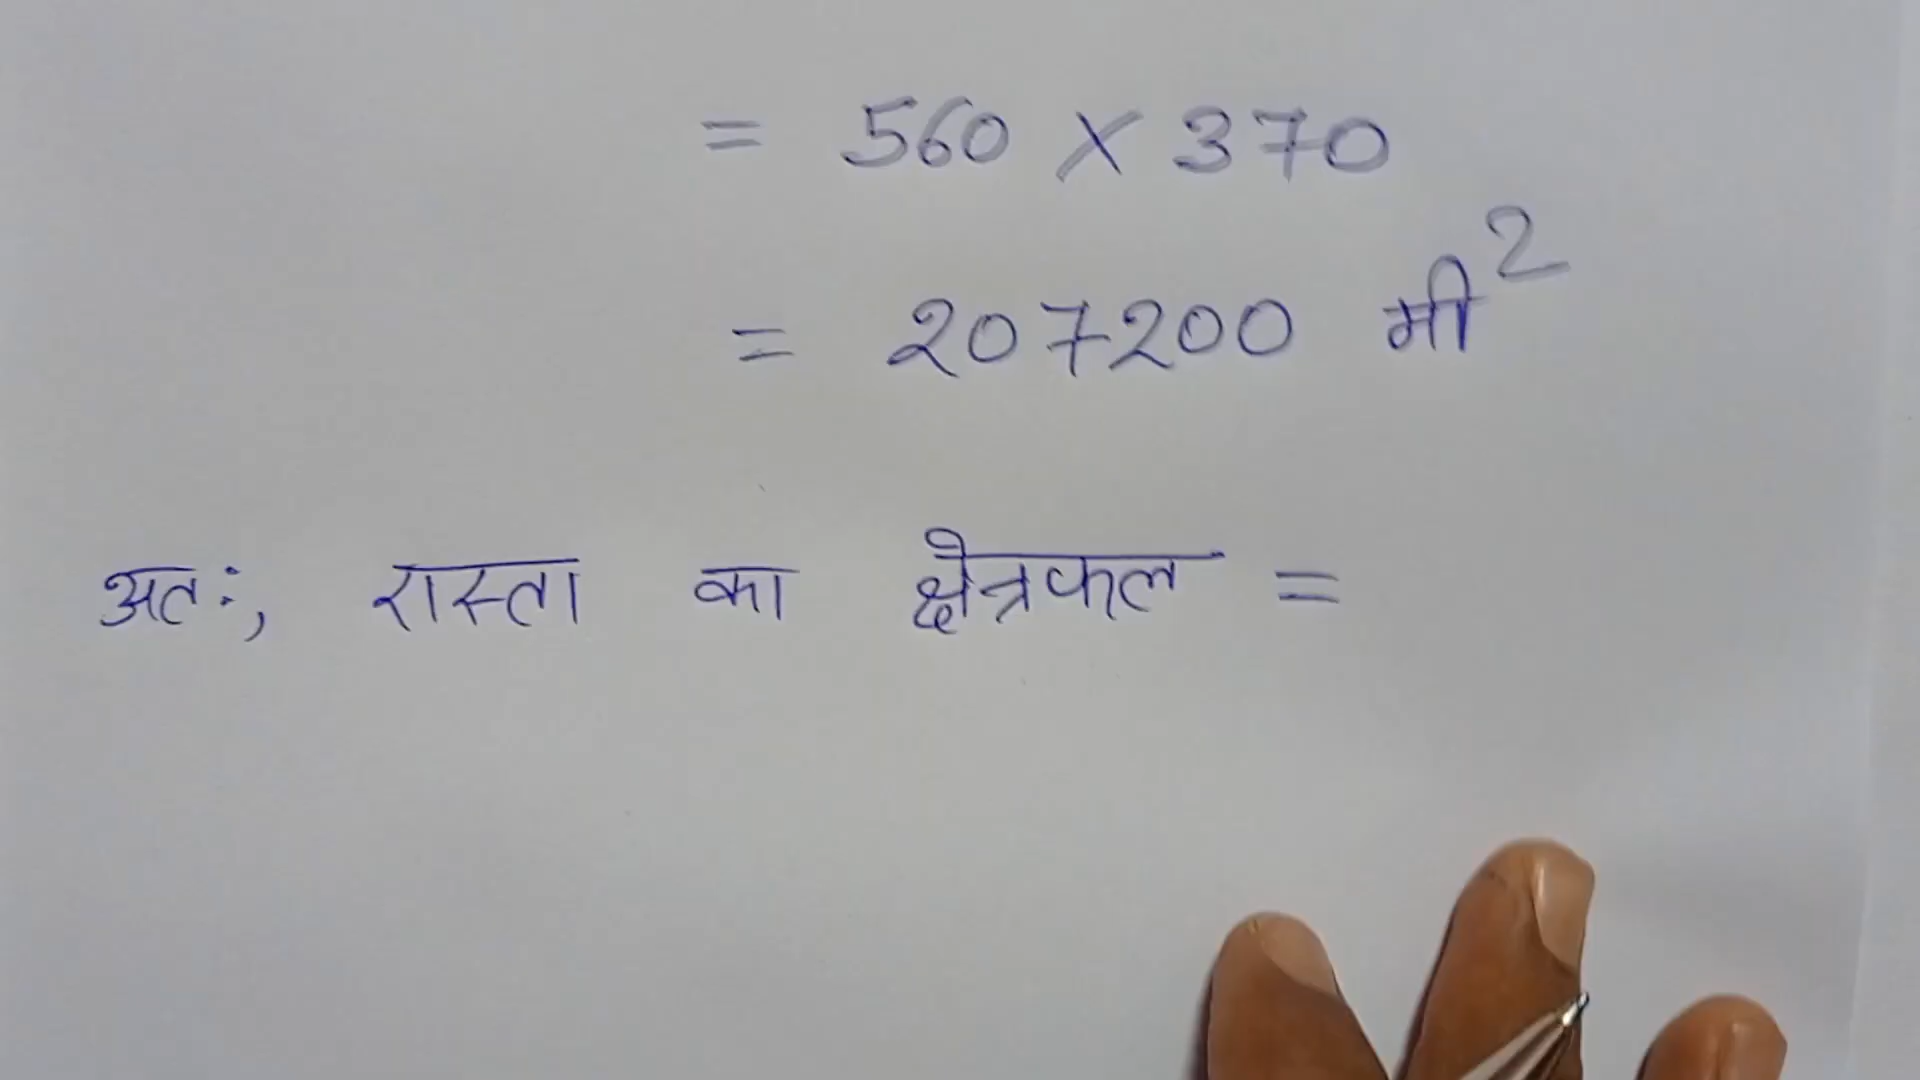 = 560 × 370
= 207200 मी²
अतः, रास्ता का क्षेत्रफल =